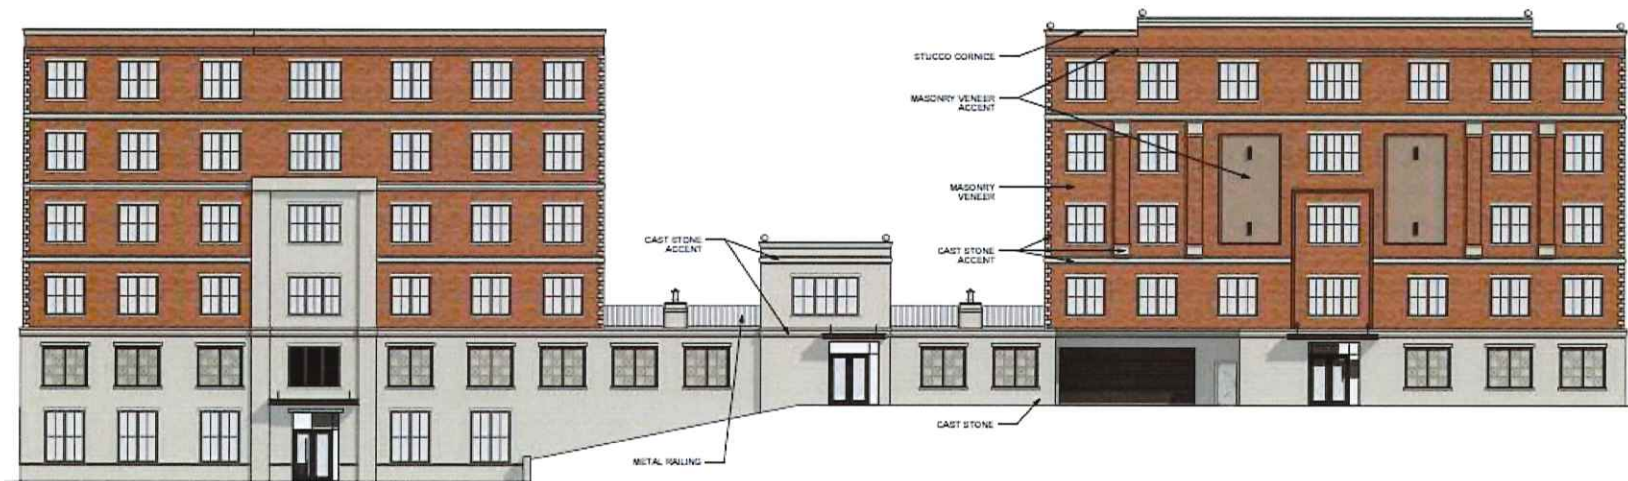 STUCCO CORNICE
MASONRY VENEER
ACCENT
MASONRY
VENEER
CAST STONE
ACCENT
CAST STONE
ACCENT
CAST STONE
METAL RAILING